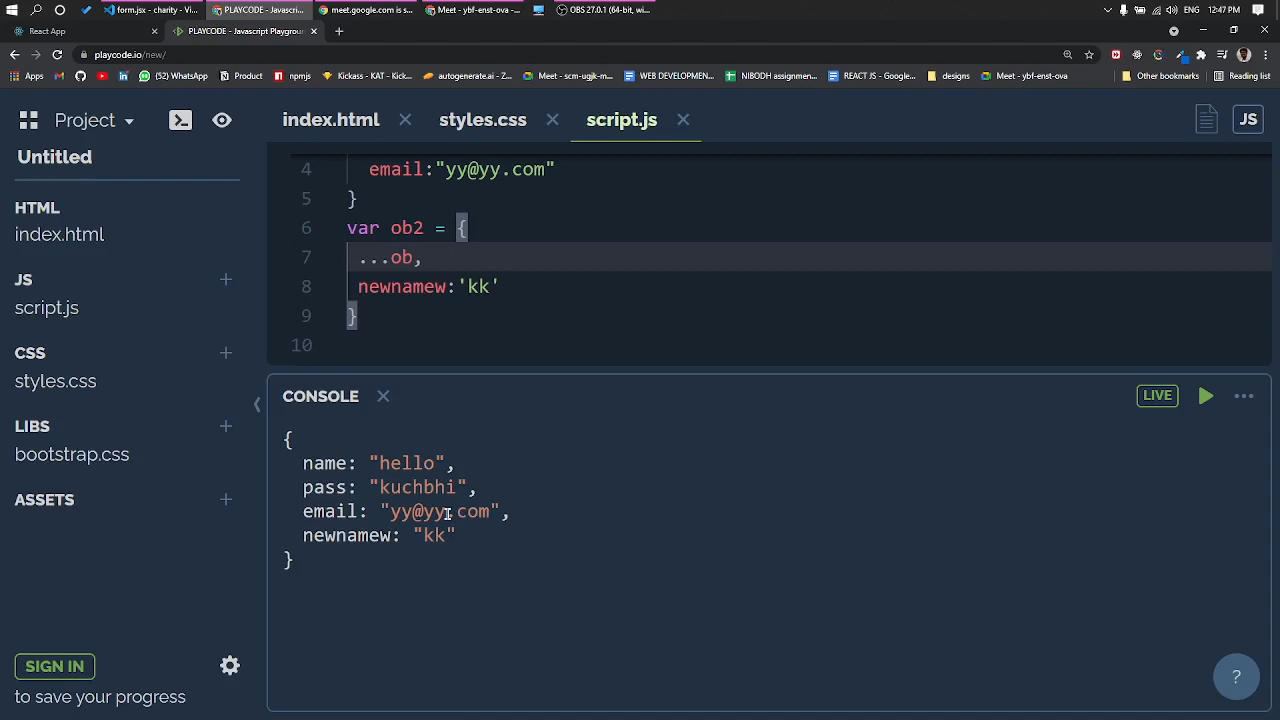 form.jsx - charity - Vi
PLAYCODE - Javascri
meet.google.com is s
Meet - ybf-enst-ova -
OBS 27.0.1 (64-bit, wi
ENG
12:47 PM
React App
PLAYCODE - Javascript Playgroun
playcode.io/new/
Apps
(52) WhatsApp
Product
npmjs
Kickass - KAT - Kick...
autogenerate.ai - Z...
Meet - scm-ugjk-m...
WEB DEVELOPMEN...
NIBODH assignmen...
REACT JS - Google...
designs
Meet - ybf-enst-ova
Other bookmarks
Reading list
Project
index.html
styles.css
script.js
JS
Untitled
HTML
index.html
JS
script.js
CSS
styles.css
LIBS
bootstrap.css
ASSETS
SIGN IN
to save your progress
4 email:"yy@yy.com"
5 }
6 var ob2 = {
7 ...ob,
8 newnamew:'kk'
9 }
10
CONSOLE
LIVE
{
name: "hello",
pass: "kuchbhi",
email: "yy@yy.com",
newnamew: "kk"
}
?